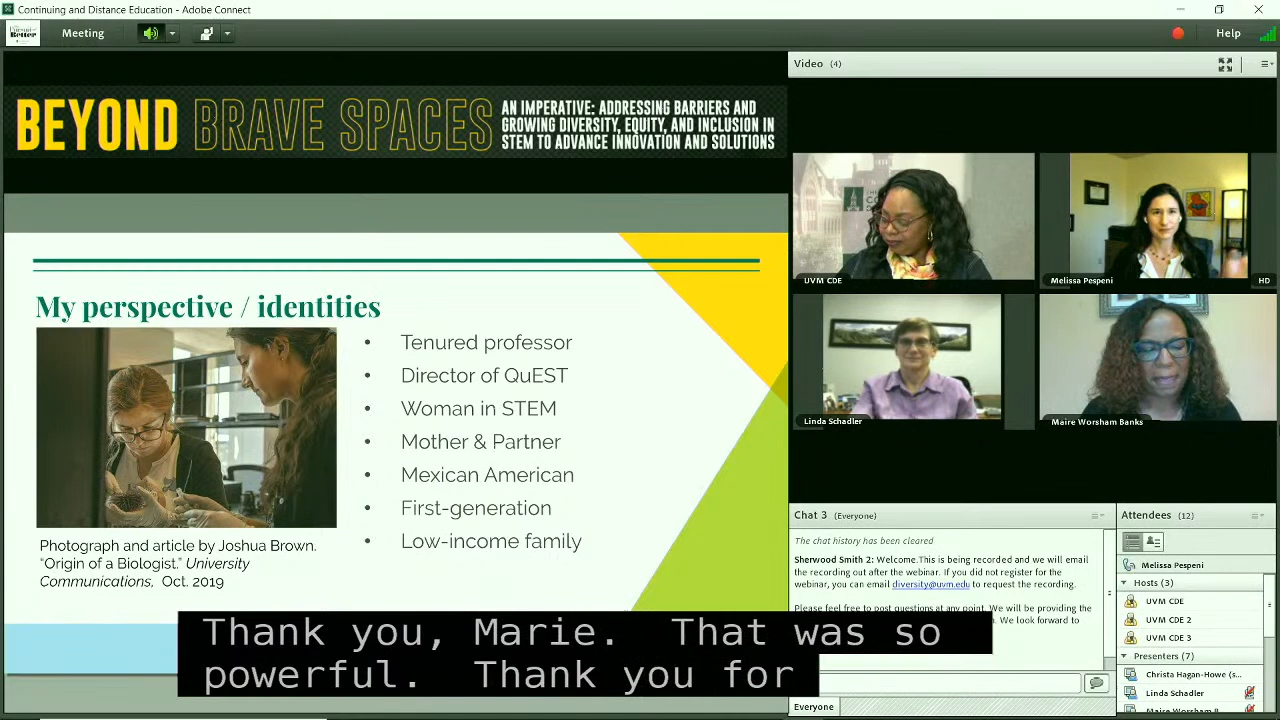 Continuing and Distance Education - Adobe Connect
Meeting
Help
BEYOND BRAVE SPACES
AN IMPERATIVE: ADDRESSING BARRIERS AND
GROWING DIVERSITY, EQUITY, AND INCLUSION IN
STEM TO ADVANCE INNOVATION AND SOLUTIONS
My perspective / identities
• Tenured professor
• Director of QuEST
• Woman in STEM
• Mother & Partner
• Mexican American
• First-generation
• Low-income family
Photograph and article by Joshua Brown.
"Origin of a Biologist." University
Communications, Oct. 2019
Thank you, Marie. That was so
powerful. Thank you for
Video (4)
UVM CDE
Melissa Pespeni
HD
Linda Schadler
Maire Worsham Banks
Chat 3 (Everyone)
The chat history has been cleared
Sherwood Smith 2: Welcome.This is being recorded and we will email
the recording out after the webinar. If you did not register for the
webinar, you can email diversity@uvm.edu to request the recording.
Please feel free to post questions at any point. We will be providing the
We look forward to
Everyone
Attendees (12)
Melissa Pespeni
Hosts (3)
UVM CDE
UVM CDE 2
UVM CDE 3
Presenters (7)
Christa Hagan-Howe (s...
Linda Schadler
Maire Worsham B...